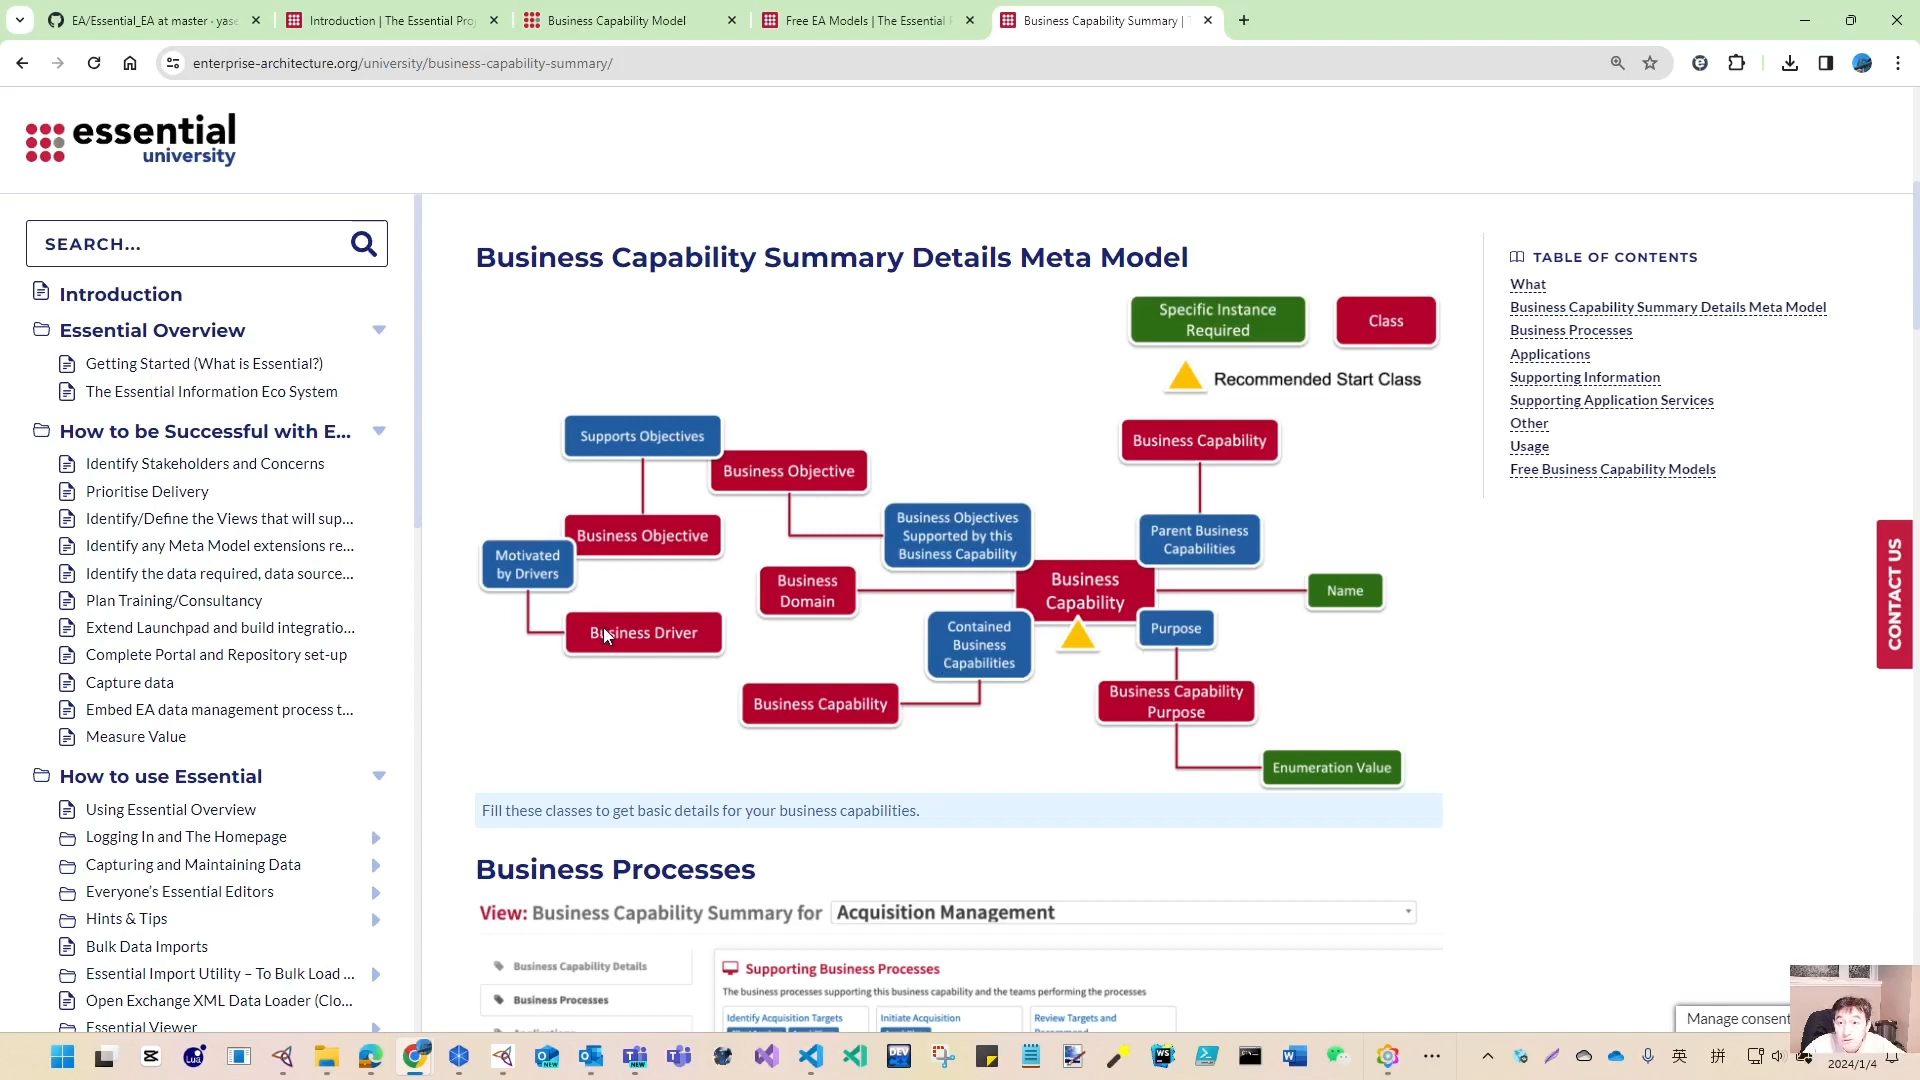 EA/Essential_EA at master · yase
Introduction | The Essential Pro
Business Capability Model
Free EA Models | The Essential P
Business Capability Summary | T
enterprise-architecture.org/university/business-capability-summary/
essential
university
SEARCH...
Introduction
Essential Overview
Getting Started (What is Essential?)
The Essential Information Eco System
How to be Successful with E...
Identify Stakeholders and Concerns
Prioritise Delivery
Identify/Define the Views that will sup...
Identify any Meta Model extensions re...
Identify the data required, data source...
Plan Training/Consultancy
Extend Launchpad and build integratio...
Complete Portal and Repository set-up
Capture data
Embed EA data management process t...
Measure Value
How to use Essential
Using Essential Overview
Logging In and The Homepage
Capturing and Maintaining Data
Everyone's Essential Editors
Hints & Tips
Bulk Data Imports
Essential Import Utility – To Bulk Load ...
Open Exchange XML Data Loader (Clo...
Essential Viewer
Business Capability Summary Details Meta Model
Specific Instance
Required
Class
Recommended Start Class
Supports Objectives
Business Objective
Business Capability
Business Objectives
Supported by this
Business Capability
Parent Business
Capabilities
Business Objective
Motivated
by Drivers
Business
Domain
Business
Capability
Name
Business Driver
Contained
Business
Capabilities
Purpose
Business Capability
Business Capability
Purpose
Enumeration Value
Fill these classes to get basic details for your business capabilities.
Business Processes
View: Business Capability Summary for Acquisition Management
Business Capability Details
Business Processes
Supporting Business Processes
The business processes supporting this business capability and the teams performing the processes
Identify Acquisition Targets
Initiate Acquisition
Review Targets and
TABLE OF CONTENTS
What
Business Capability Summary Details Meta Model
Business Processes
Applications
Supporting Information
Supporting Application Services
Other
Usage
Free Business Capability Models
CONTACT US
Manage consent
Lua
NEW
NEW
DEV
WS
英
拼
2024/1/4